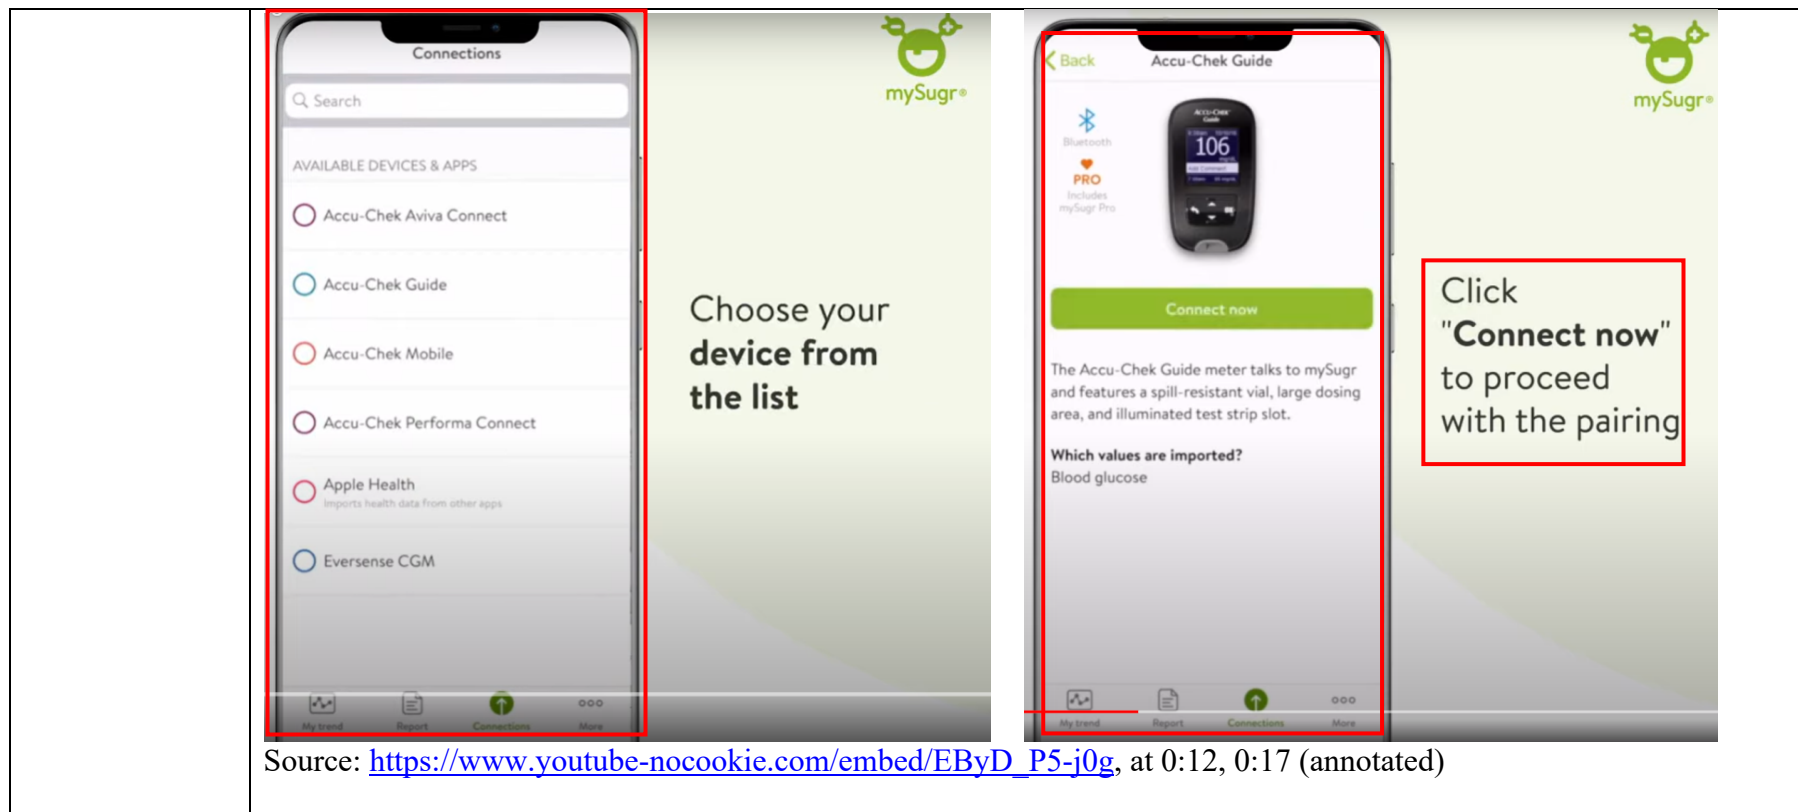 Connections
Search
AVAILABLE DEVICES & APPS
Accu-Chek Aviva Connect
Accu-Chek Guide
Accu-Chek Mobile
Accu-Chek Performa Connect
Apple Health
Imports health data from other apps
Eversense CGM
My trend Report Connections More
Choose your
device from
the list
mySugr®
Back Accu-Chek Guide
Bluetooth
PRO
Includes
mySugr Pro
ACCU-CHEK
Guide
106
mg/dL
Connect now
The Accu-Chek Guide meter talks to mySugr
and features a spill-resistant vial, large dosing
area, and illuminated test strip slot.
Which values are imported?
Blood glucose
My trend Report Connections More
mySugr®
Click
"Connect now"
to proceed
with the pairing
Source: https://www.youtube-nocookie.com/embed/EByD_P5-j0g, at 0:12, 0:17 (annotated)